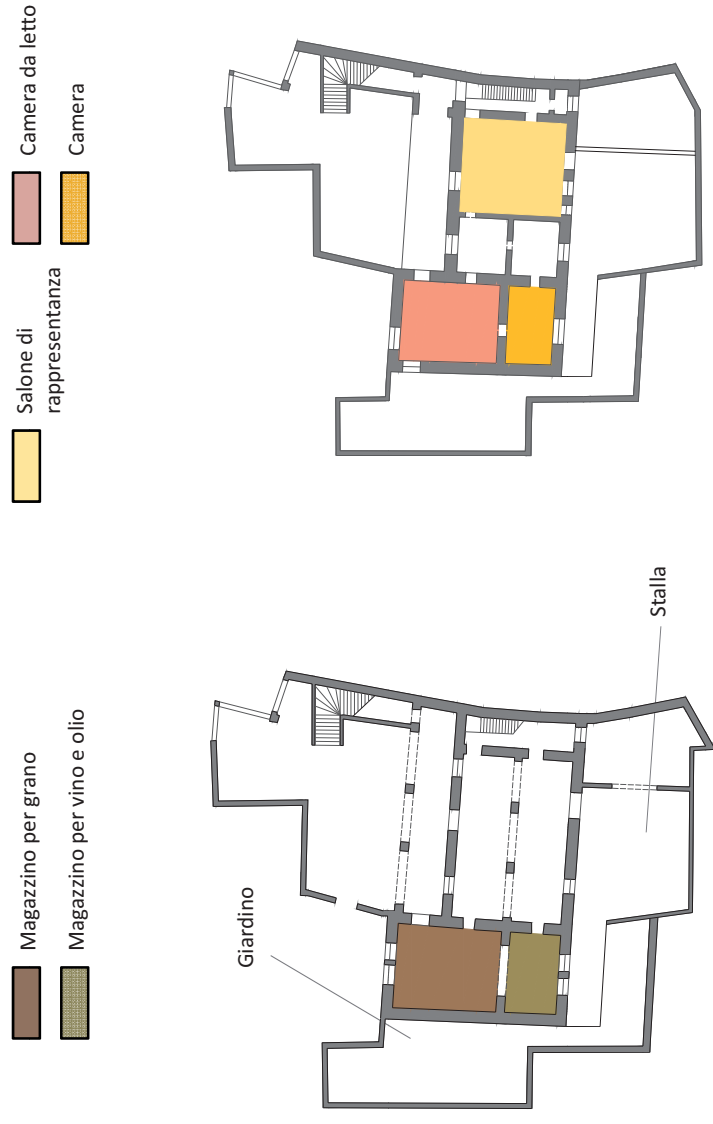 Magazzino per grano
Magazzino per vino e olio
Salone di
rappresentanza
Camera da letto
Camera
Giardino
Stalla